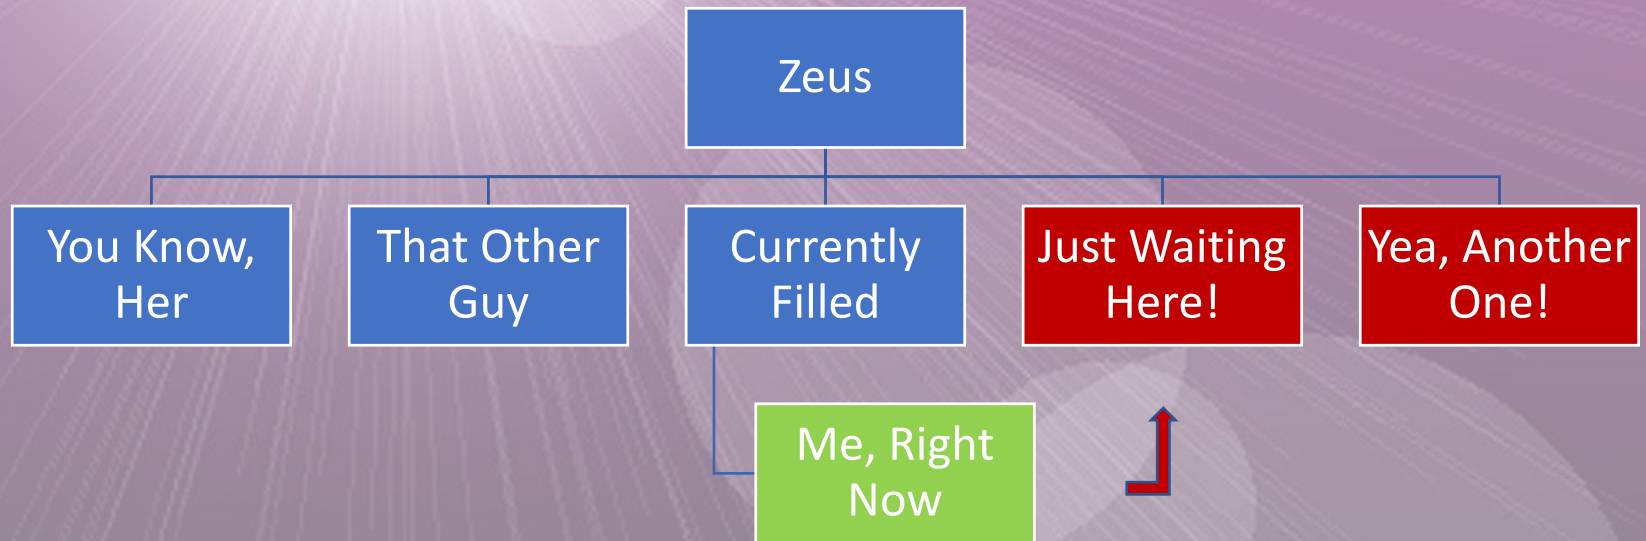 Zeus
You Know,
Her
That Other
Guy
Currently
Filled
Just Waiting
Here!
Yea, Another
One!
Me, Right
Now